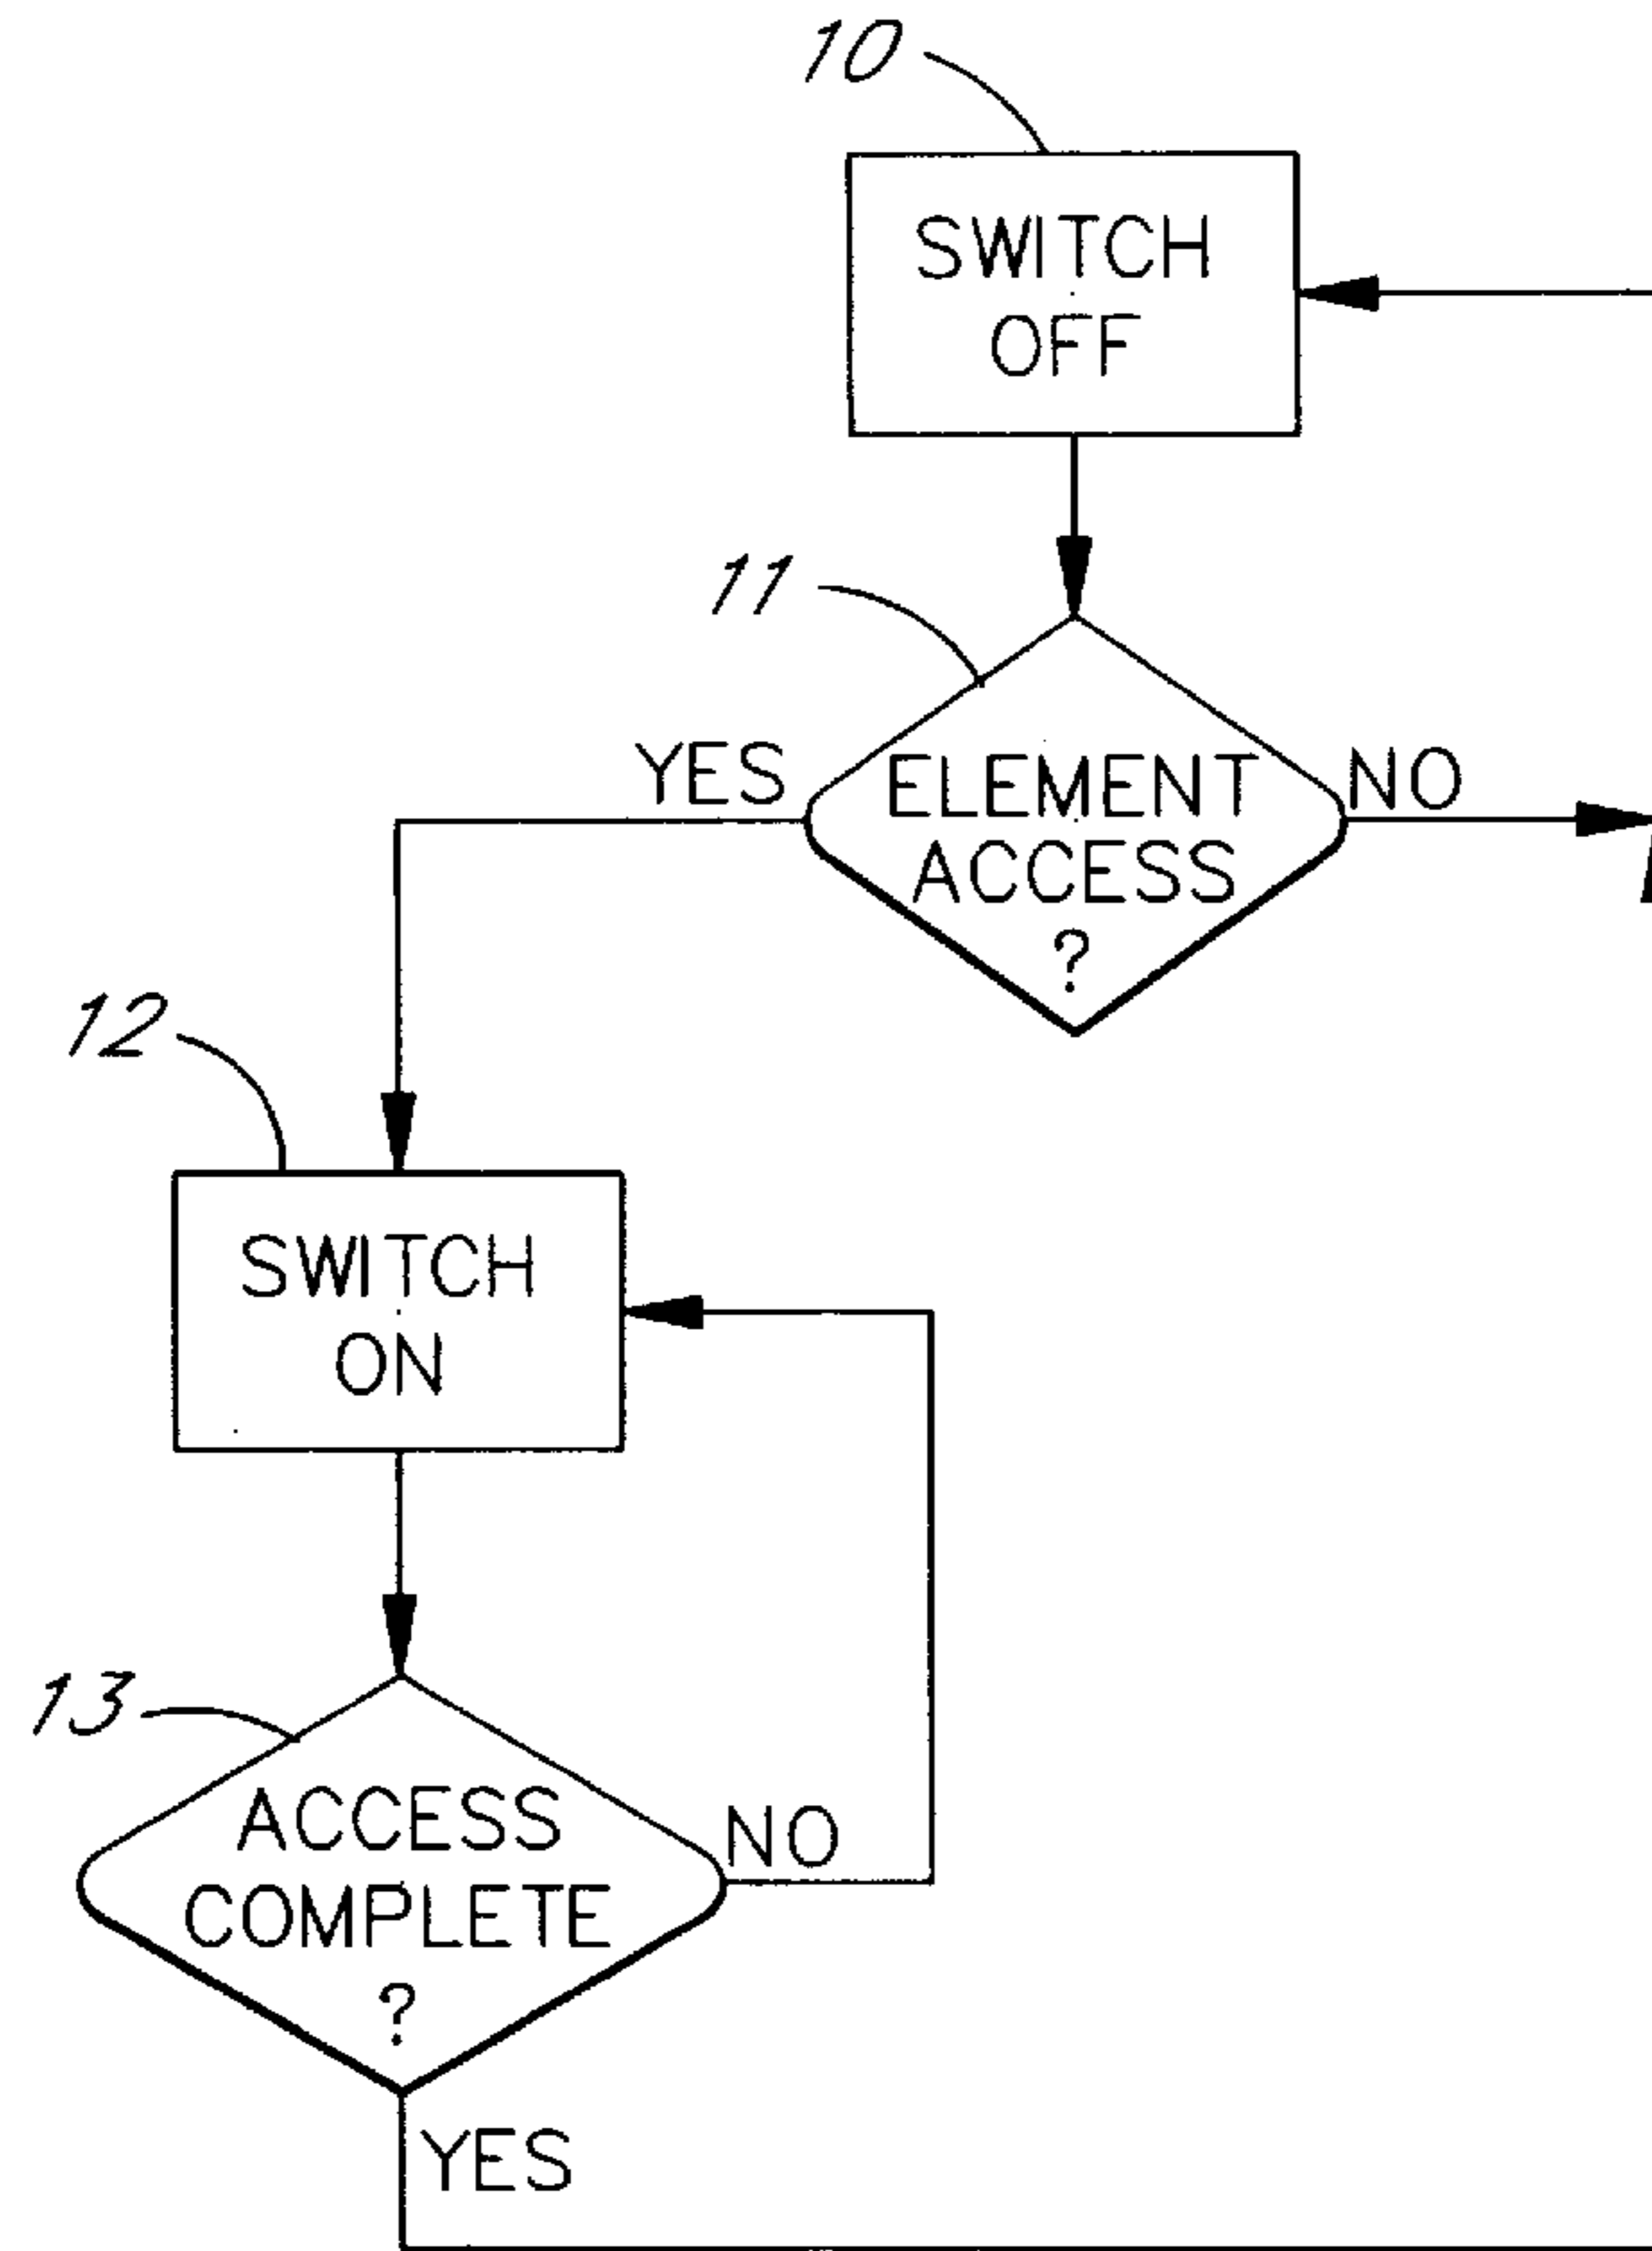 10
SWITCH
OFF
11
YES
ELEMENT
ACCESS
?
NO
12
SWITCH
ON
13
ACCESS
COMPLETE
?
NO
YES